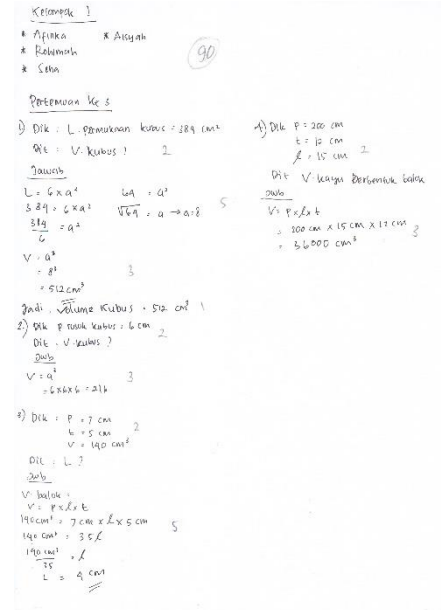 Kelompok 1
* Afinka * Aisyah
* Rohimah
90
Pertemuan Ke 3
1) Dik : L. Permukaan kubus = 384 cm²
Dit : V. Kubus ? 2
Jawab
L = 6 x a² 64 = a²
384 = 6 x a² √64 = a → a = 8 5
384/6 = a²
V = a³
= 8³ 3
= 512 cm³
Jadi, Volume Kubus = 512 cm³ 1
2) Dik P rusuk kubus = 6 cm
Dit . V. kubus ? 2
Jwb
V = a³ 3
= 6x6x6 = 216
3) Dik : P = 7 cm
t = 5 cm 2
V = 140 cm³
Dit : L ?
Jwb
V balok =
V = P x l x t
140 cm³ = 7 cm x l x 5 cm 5
140 cm³ = 35 l
140 cm³/35 = l
L = 4 cm
4) Dik P = 200 cm
t = 12 cm
l = 15 cm 2
Dit V. kayu berbentuk balok
Jwb
V = P x l x t
= 200 cm x 15 cm x 12 cm
= 36000 cm³ 3